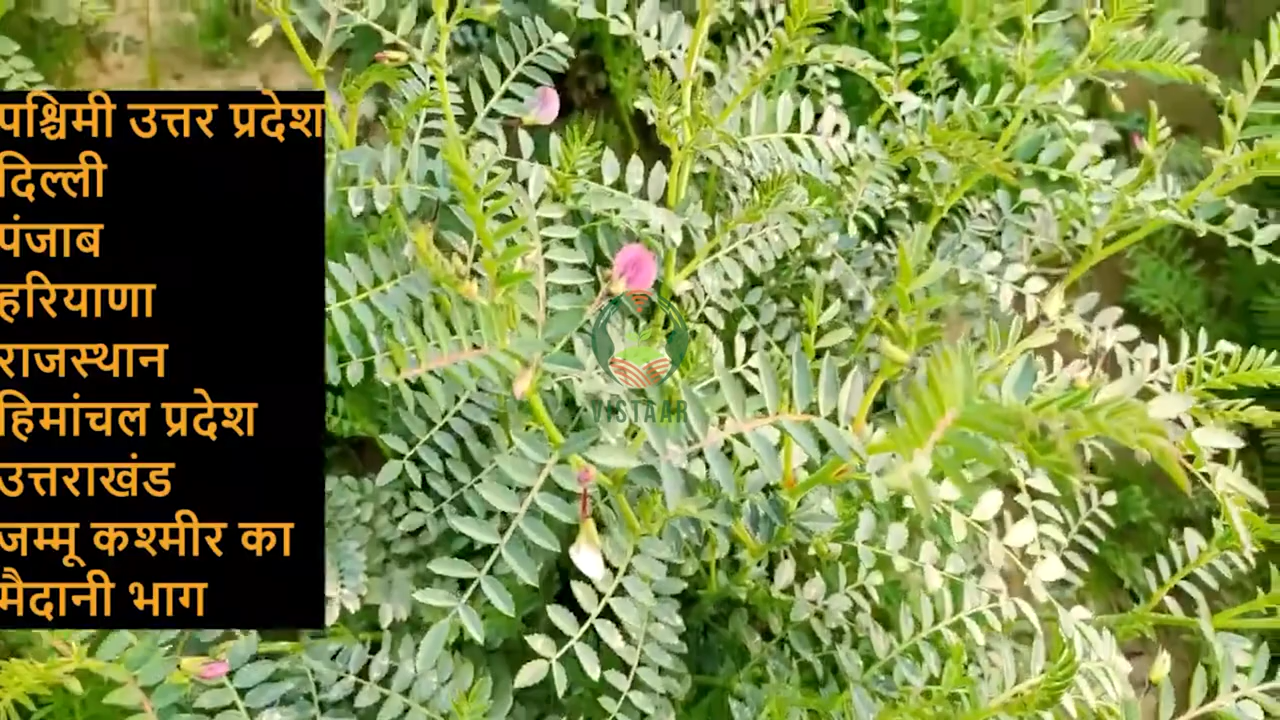 पश्चिमी उत्तर प्रदेश
दिल्ली
पंजाब
हरियाणा
राजस्थान
हिमांचल प्रदेश
उत्तराखंड
जम्मू कश्मीर का
मैदानी भाग
VISTAAR